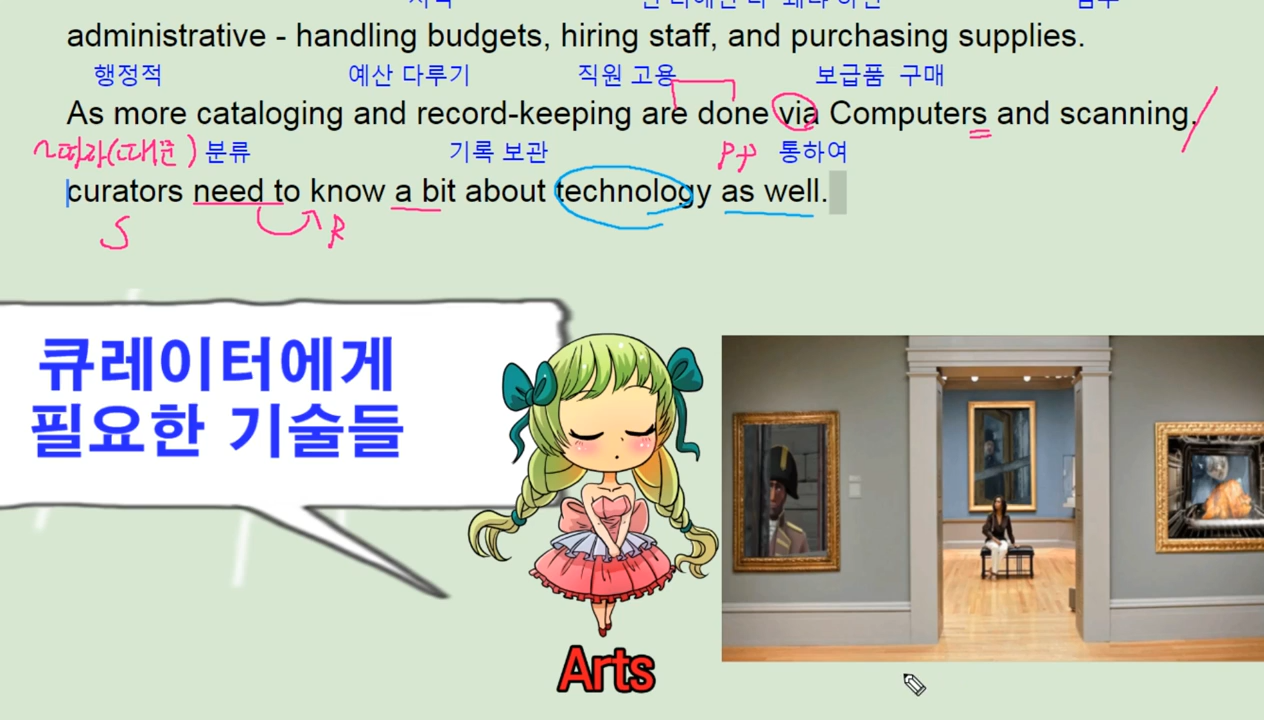 administrative - handling budgets, hiring staff, and purchasing supplies.
행정적 예산 다루기 직원 고용 보급품 구매
As more cataloging and record-keeping are done via Computers and scanning.
~따라(때문) 분류 기록 보관 PP 통하여
curators need to know a bit about technology as well.
S R
큐레이터에게
필요한 기술들
Arts